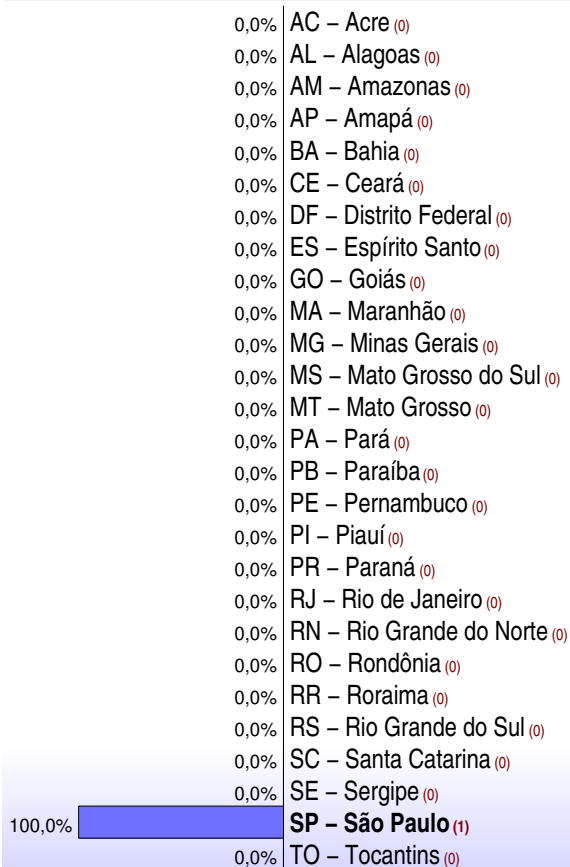 0,0% AC – Acre (0)
0,0% AL – Alagoas (0)
0,0% AM – Amazonas (0)
0,0% AP – Amapá (0)
0,0% BA – Bahia (0)
0,0% CE – Ceará (0)
0,0% DF – Distrito Federal (0)
0,0% ES – Espírito Santo (0)
0,0% GO – Goiás (0)
0,0% MA – Maranhão (0)
0,0% MG – Minas Gerais (0)
0,0% MS – Mato Grosso do Sul (0)
0,0% MT – Mato Grosso (0)
0,0% PA – Pará (0)
0,0% PB – Paraíba (0)
0,0% PE – Pernambuco (0)
0,0% PI – Piauí (0)
0,0% PR – Paraná (0)
0,0% RJ – Rio de Janeiro (0)
0,0% RN – Rio Grande do Norte (0)
0,0% RO – Rondônia (0)
0,0% RR – Roraima (0)
0,0% RS – Rio Grande do Sul (0)
0,0% SC – Santa Catarina (0)
0,0% SE – Sergipe (0)
100,0% SP – São Paulo (1)
0,0% TO – Tocantins (0)